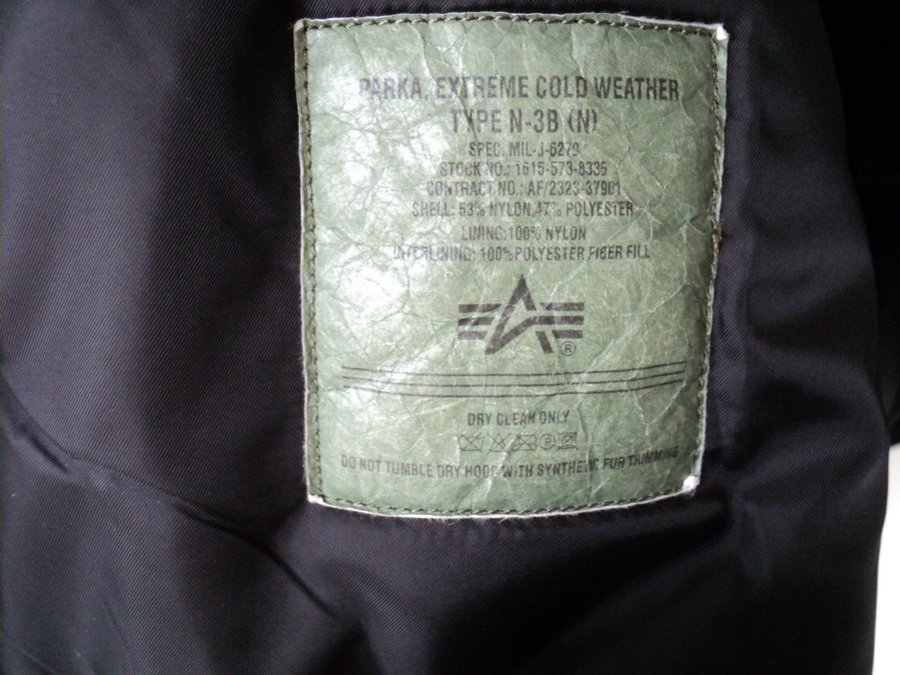 PARKA, EXTREME COLD WEATHER
TYPE N-3B (N)
SPEC. MIL-J-6279
STOCK NO.: 1615-573-8335
CONTRACT NO.: AF/2323-37901
SHELL: 53% NYLON,47% POLYESTER
LINING:100% NYLON
INTERLINING: 100%POLYESTER FIBER FILL
®
DRY CLEAN ONLY
DO NOT TUMBLE DRY HOOD WITH SYNTHETIC FUR TRIMMING